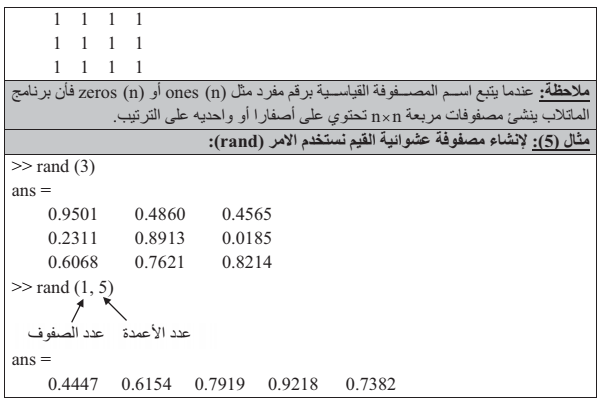 1 1 1 1
1 1 1 1
1 1 1 1
ملاحظة: عندما يتبع اسم المصفوفة القياسية برقم مفرد مثل ones (n) أو zeros (n) فأن برنامج
الماتلاب ينشئ مصفوفات مربعة n×n تحتوي على أصفارا أو واحديه على الترتيب.
مثال (5): لإنشاء مصفوفة عشوائية القيم نستخدم الامر (rand):
>> rand (3)
ans =
0.9501 0.4860 0.4565
0.2311 0.8913 0.0185
0.6068 0.7621 0.8214
>> rand (1, 5)
عدد الصفوف عدد الأعمدة
ans =
0.4447 0.6154 0.7919 0.9218 0.7382